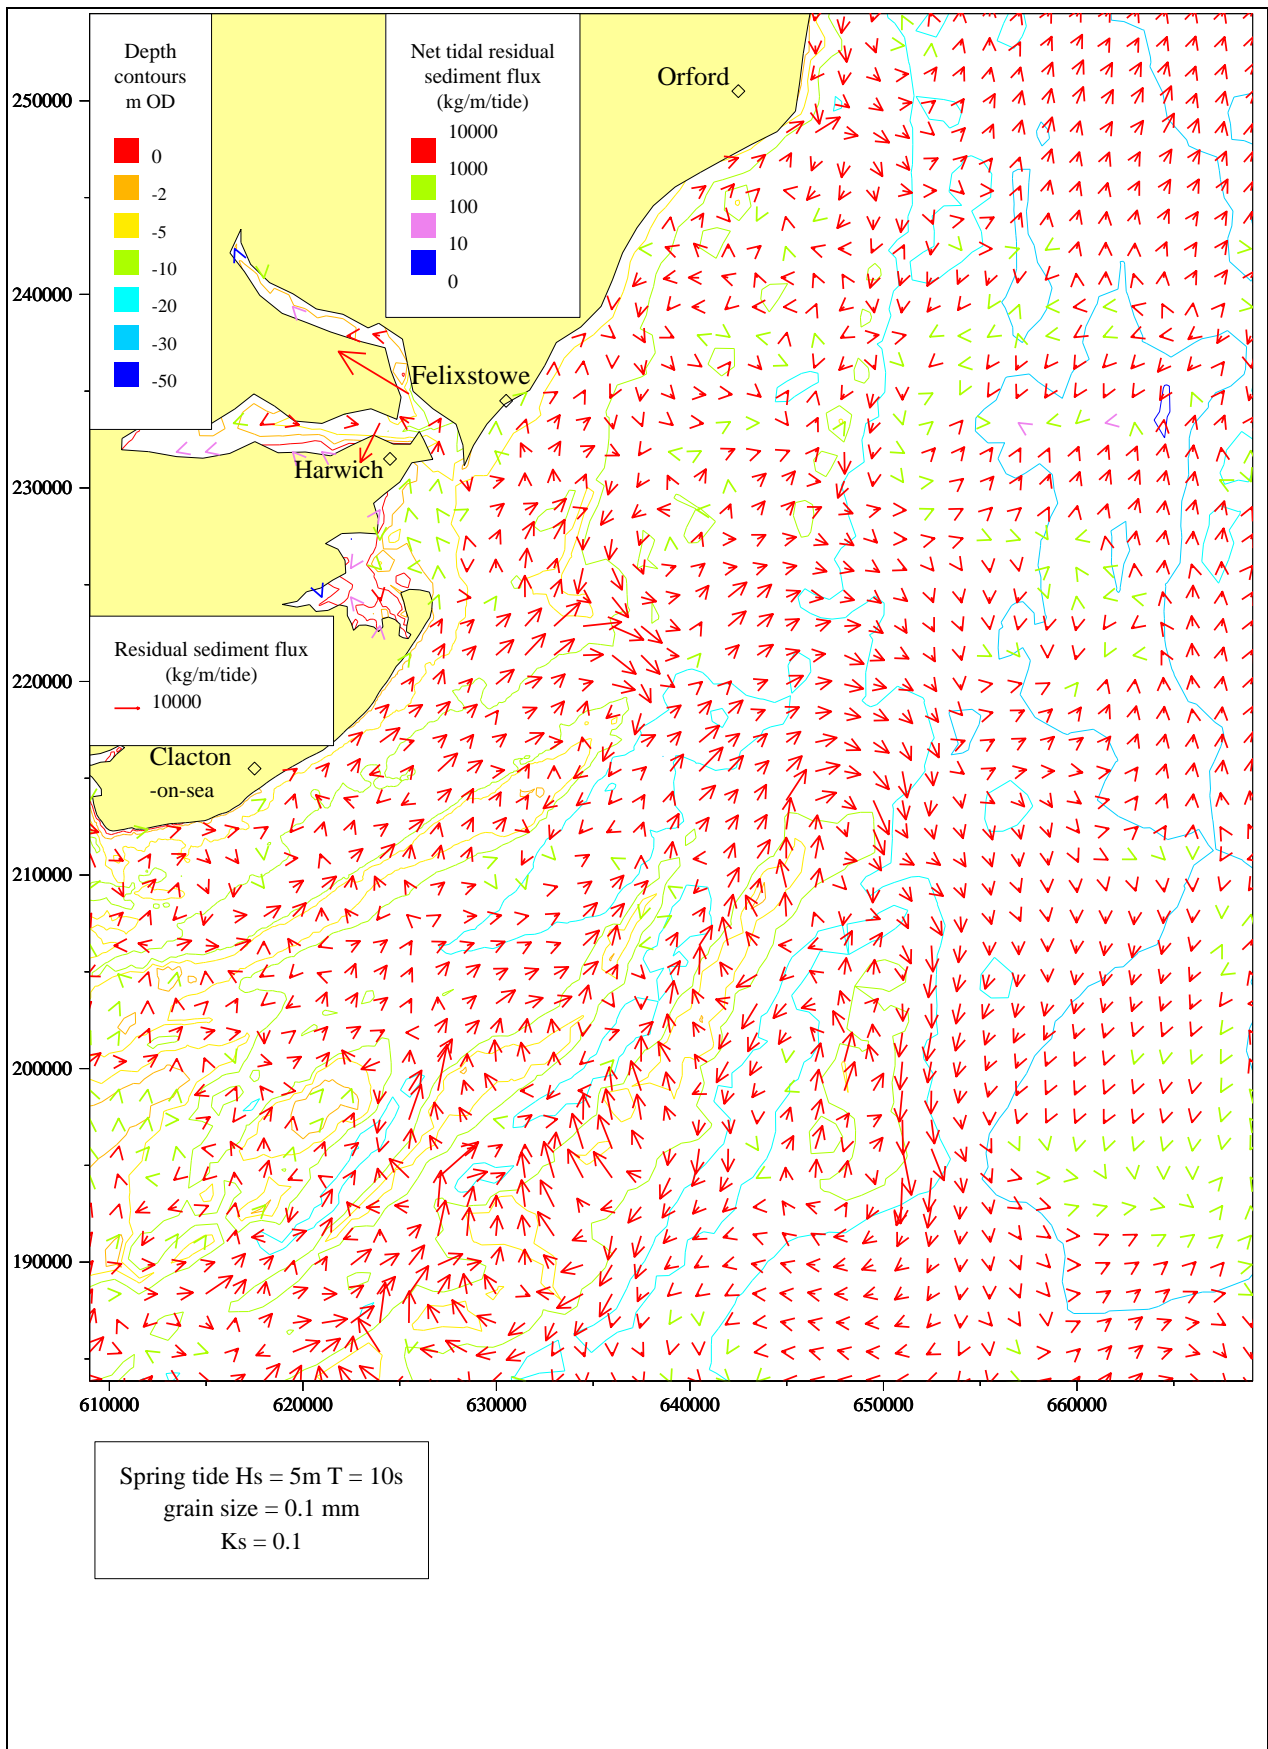 Depth
contours
m OD
0
-2
-5
-10
-20
-30
-50
Net tidal residual
sediment flux
(kg/m/tide)
10000
1000
100
10
0
Orford
Felixstowe
Harwich
Residual sediment flux
(kg/m/tide)
10000
Clacton
-on-sea
250000
240000
230000
220000
210000
200000
190000
610000
620000
630000
640000
650000
660000
Spring tide Hs = 5m T = 10s
grain size = 0.1 mm
Ks = 0.1